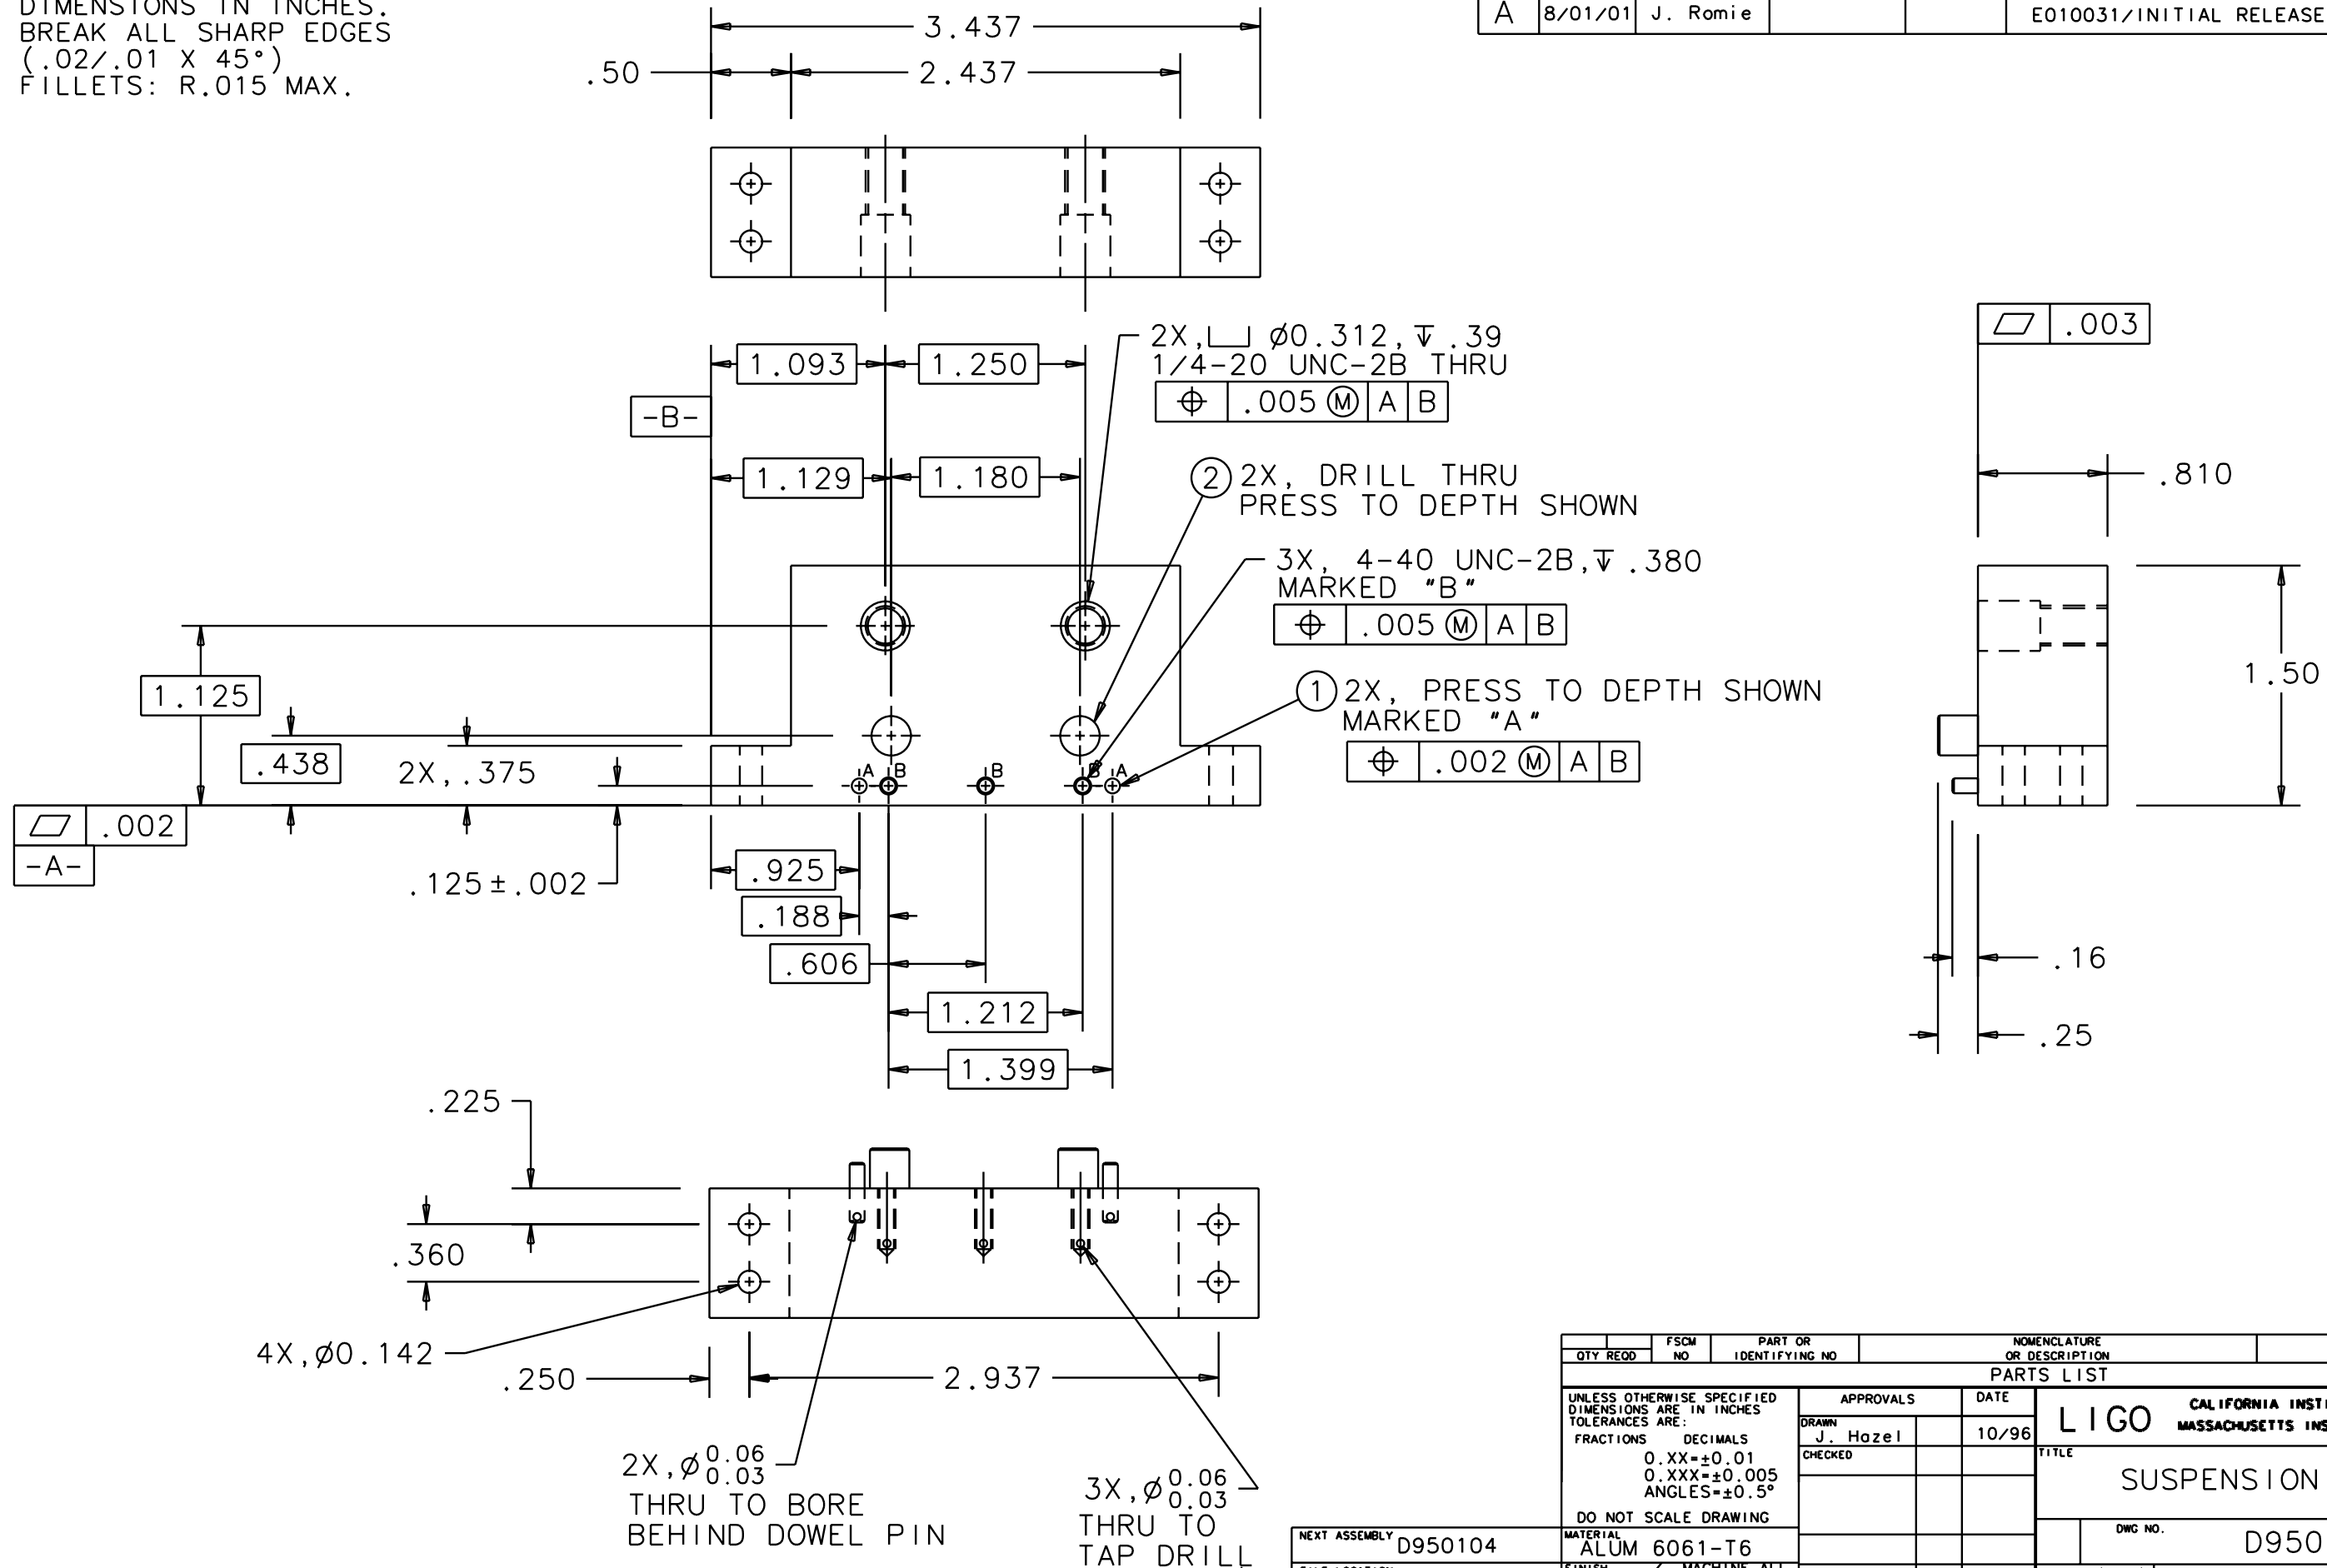 DIMENSIONS IN INCHES.
BREAK ALL SHARP EDGES
(.02/.01 X 45°)
FILLETS: R.015 MAX.
A 8/01/01 J. Romie E010031/INITIAL RELEASE
3.437
.50 2.437
2X,⌴ ⌀0.312,↧ .39
1/4-20 UNC-2B THRU
⌖ .005 Ⓜ A B
1.093 1.250
-B-
1.129 1.180
② 2X, DRILL THRU
PRESS TO DEPTH SHOWN
3X, 4-40 UNC-2B,↧ .380
MARKED "B"
⌖ .005 Ⓜ A B
① 2X, PRESS TO DEPTH SHOWN
MARKED "A"
⌖ .002 Ⓜ A B
▱ .003
.810
1.50
.16
.25
1.125
.438
2X,.375
A B B B A
▱ .002
-A-
.125±.002
.925
.188
.606
1.212
1.399
.225
.360
4X,⌀0.142
.250 2.937
2X,⌀0.06
0.03
THRU TO BORE
BEHIND DOWEL PIN
3X,⌀0.06
0.03
THRU TO
TAP DRILL
QTY REQD
FSCM
NO
PART OR
IDENTIFYING NO
NOMENCLATURE
OR DESCRIPTION
PARTS LIST
UNLESS OTHERWISE SPECIFIED
DIMENSIONS ARE IN INCHES
TOLERANCES ARE:
FRACTIONS DECIMALS
0.XX=±0.01
0.XXX=±0.005
ANGLES=±0.5°
DO NOT SCALE DRAWING
APPROVALS DATE
DRAWN
J. Hazel 10/96
CHECKED
LIGO
CALIFORNIA
MASSACHUSETTS
TITLE
SUSPENSION
DWG NO.
D950
NEXT ASSEMBLY D950104
MATERIAL
ALUM 6061-T6